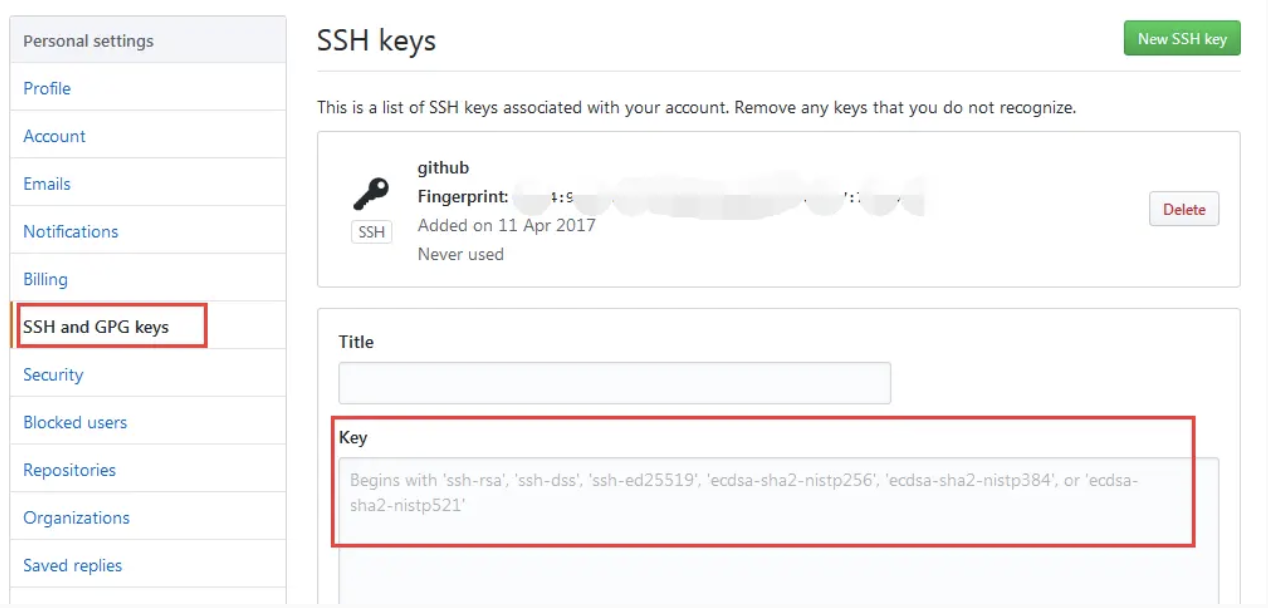 Personal settings
Profile
Account
Emails
Notifications
Billing
SSH and GPG keys
Security
Blocked users
Repositories
Organizations
Saved replies
SSH keys
New SSH key
This is a list of SSH keys associated with your account. Remove any keys that you do not recognize.
github
Fingerprint:
Added on 11 Apr 2017
Never used
SSH
Delete
Title
Key
Begins with 'ssh-rsa', 'ssh-dss', 'ssh-ed25519', 'ecdsa-sha2-nistp256', 'ecdsa-sha2-nistp384', or 'ecdsa-
sha2-nistp521'